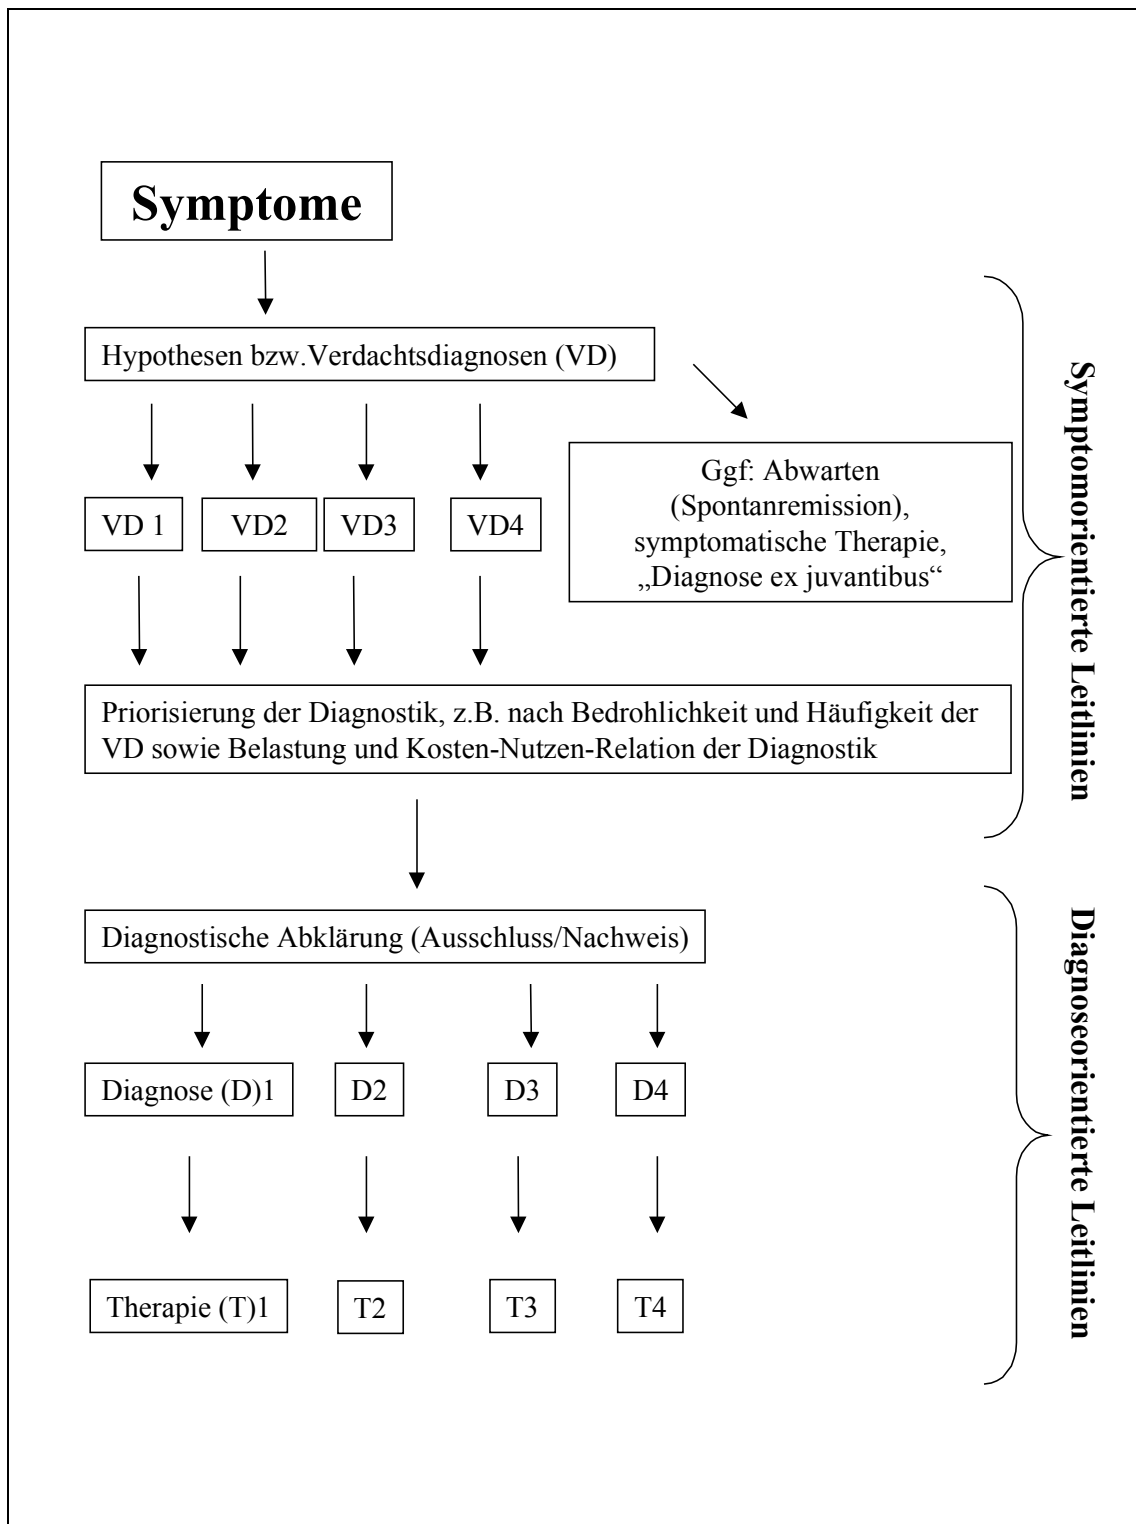 Symptome
Hypothesen bzw.Verdachtsdiagnosen (VD)
VD 1
VD2
VD3
VD4
Ggf: Abwarten
(Spontanremission),
symptomatische Therapie,
„Diagnose ex juvantibus“
Priorisierung der Diagnostik, z.B. nach Bedrohlichkeit und Häufigkeit der
VD sowie Belastung und Kosten-Nutzen-Relation der Diagnostik
Symptomorientierte Leitlinien
Diagnostische Abklärung (Ausschluss/Nachweis)
Diagnose (D)1
D2
D3
D4
Therapie (T)1
T2
T3
T4
Diagnoseorientierte Leitlinien